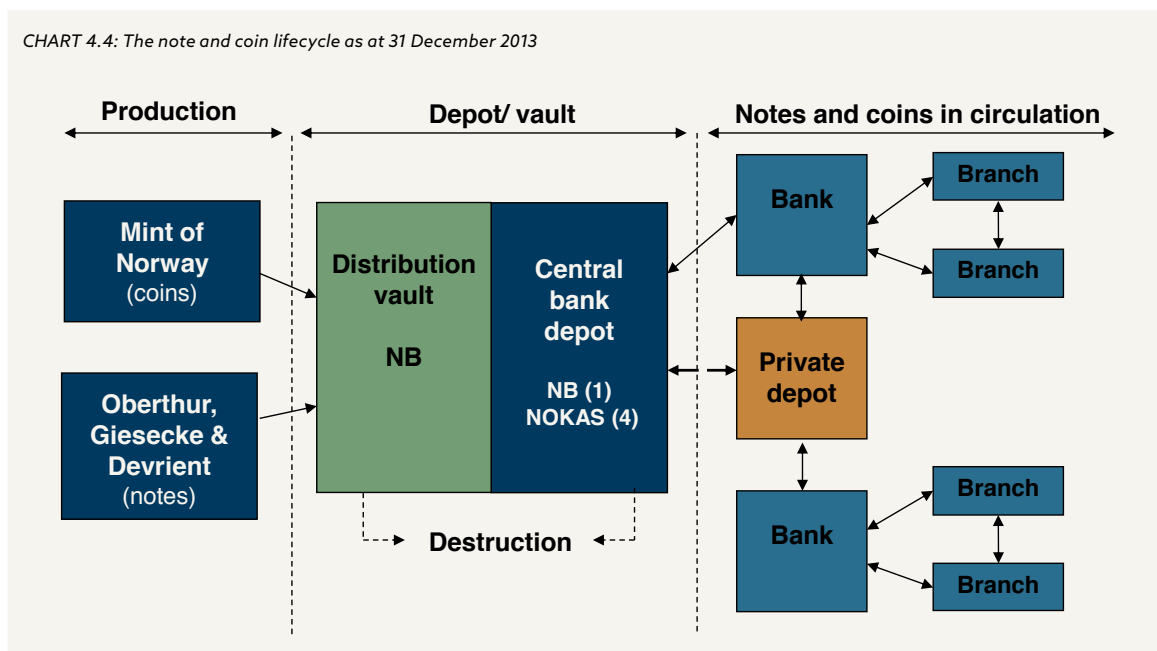 CHART 4.4: The note and coin lifecycle as at 31 December 2013
Production
Depot/ vault
Notes and coins in circulation
Mint of
Norway
(coins)
Oberthur,
Giesecke &
Devrient
(notes)
Distribution
vault
NB
Central
bank
depot
NB (1)
NOKAS (4)
Destruction
Bank
Branch
Branch
Private
depot
Bank
Branch
Branch